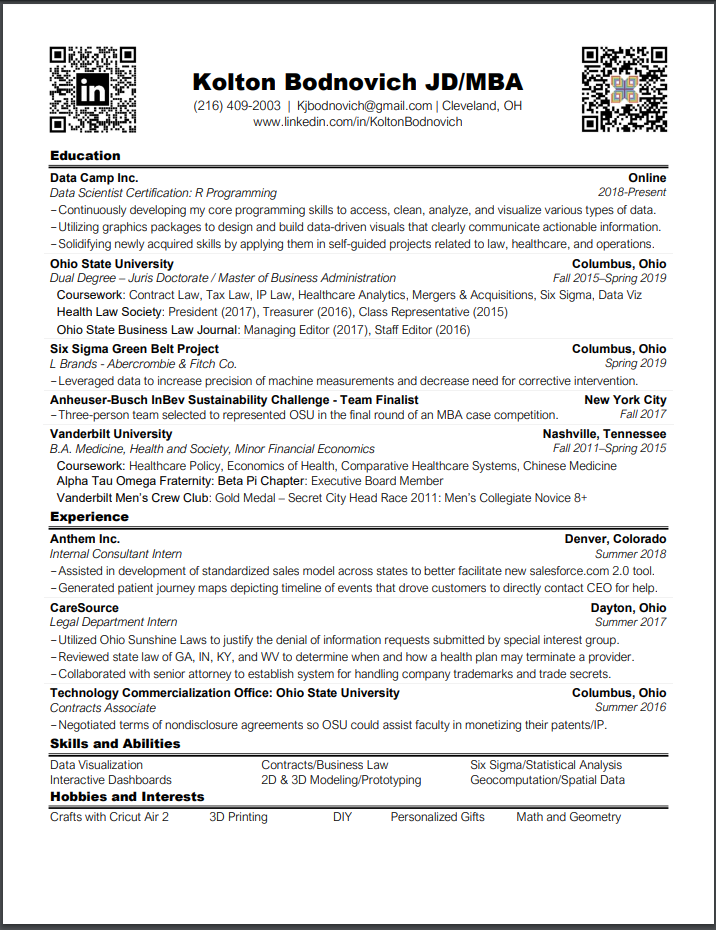 in
Kolton Bodnovich JD/MBA
(216) 409-2003 | Kjbodnovich@gmail.com | Cleveland, OH
www.linkedin.com/in/KoltonBodnovich
Education
Data Camp Inc. Online
Data Scientist Certification: R Programming 2018-Present
–Continuously developing my core programming skills to access, clean, analyze, and visualize various types of data.
–Utilizing graphics packages to design and build data-driven visuals that clearly communicate actionable information.
–Solidifying newly acquired skills by applying them in self-guided projects related to law, healthcare, and operations.
Ohio State University Columbus, Ohio
Dual Degree – Juris Doctorate / Master of Business Administration Fall 2015–Spring 2019
Coursework: Contract Law, Tax Law, IP Law, Healthcare Analytics, Mergers & Acquisitions, Six Sigma, Data Viz
Health Law Society: President (2017), Treasurer (2016), Class Representative (2015)
Ohio State Business Law Journal: Managing Editor (2017), Staff Editor (2016)
Six Sigma Green Belt Project Columbus, Ohio
L Brands - Abercrombie & Fitch Co. Spring 2019
–Leveraged data to increase precision of machine measurements and decrease need for corrective intervention.
Anheuser-Busch InBev Sustainability Challenge - Team Finalist New York City
–Three-person team selected to represented OSU in the final round of an MBA case competition. Fall 2017
Vanderbilt University Nashville, Tennessee
B.A. Medicine, Health and Society, Minor Financial Economics Fall 2011–Spring 2015
Coursework: Healthcare Policy, Economics of Health, Comparative Healthcare Systems, Chinese Medicine
Alpha Tau Omega Fraternity: Beta Pi Chapter: Executive Board Member
Vanderbilt Men's Crew Club: Gold Medal – Secret City Head Race 2011: Men's Collegiate Novice 8+
Experience
Anthem Inc. Denver, Colorado
Internal Consultant Intern Summer 2018
–Assisted in development of standardized sales model across states to better facilitate new salesforce.com 2.0 tool.
–Generated patient journey maps depicting timeline of events that drove customers to directly contact CEO for help.
CareSource Dayton, Ohio
Legal Department Intern Summer 2017
–Utilized Ohio Sunshine Laws to justify the denial of information requests submitted by special interest group.
–Reviewed state law of GA, IN, KY, and WV to determine when and how a health plan may terminate a provider.
–Collaborated with senior attorney to establish system for handling company trademarks and trade secrets.
Technology Commercialization Office: Ohio State University Columbus, Ohio
Contracts Associate Summer 2016
–Negotiated terms of nondisclosure agreements so OSU could assist faculty in monetizing their patents/IP.
Skills and Abilities
Data Visualization Contracts/Business Law Six Sigma/Statistical Analysis
Interactive Dashboards 2D & 3D Modeling/Prototyping Geocomputation/Spatial Data
Hobbies and Interests
Crafts with Cricut Air 2 3D Printing DIY Personalized Gifts Math and Geometry